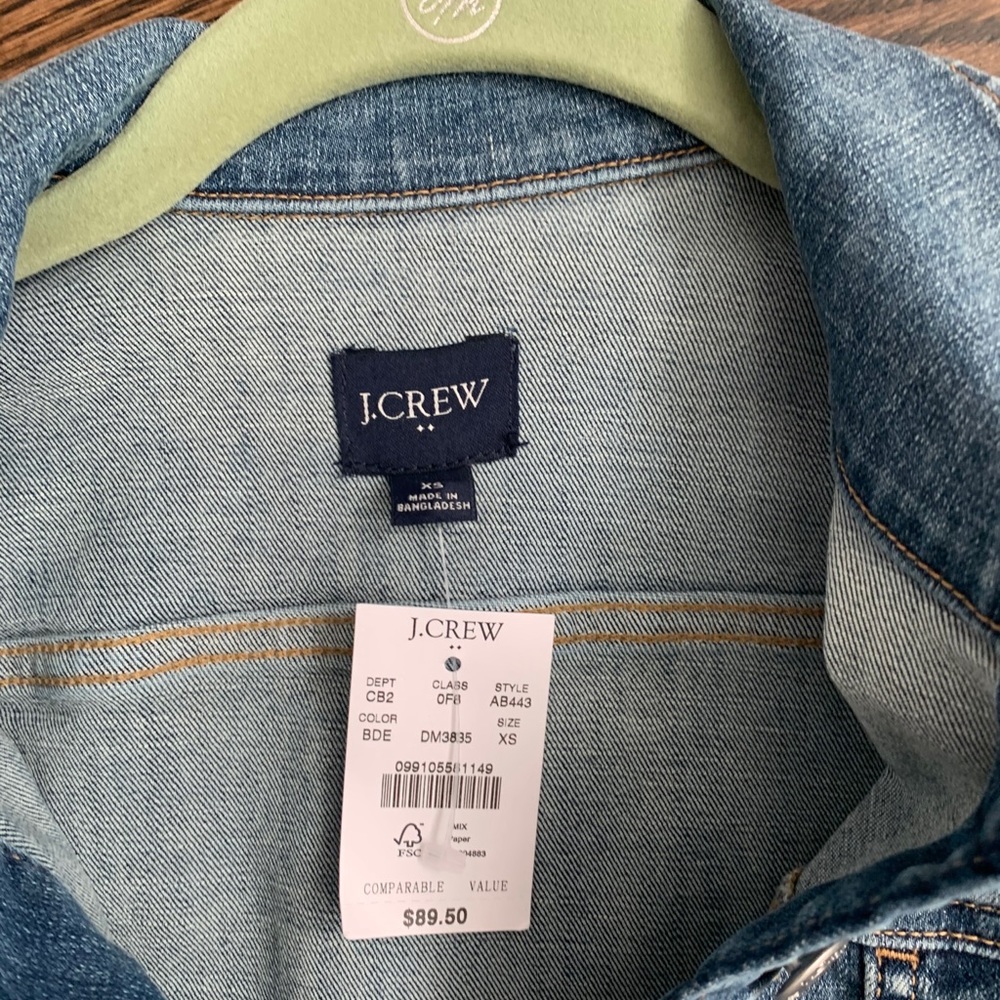 J.CREW
XS
MADE IN
BANGLADESH
J.CREW
DEPT CLASS STYLE
CB2 0F8 AB443
COLOR SIZE
BDE DM3835 XS
099105581149
MIX
FSC
COMPARABLE VALUE
$89.50